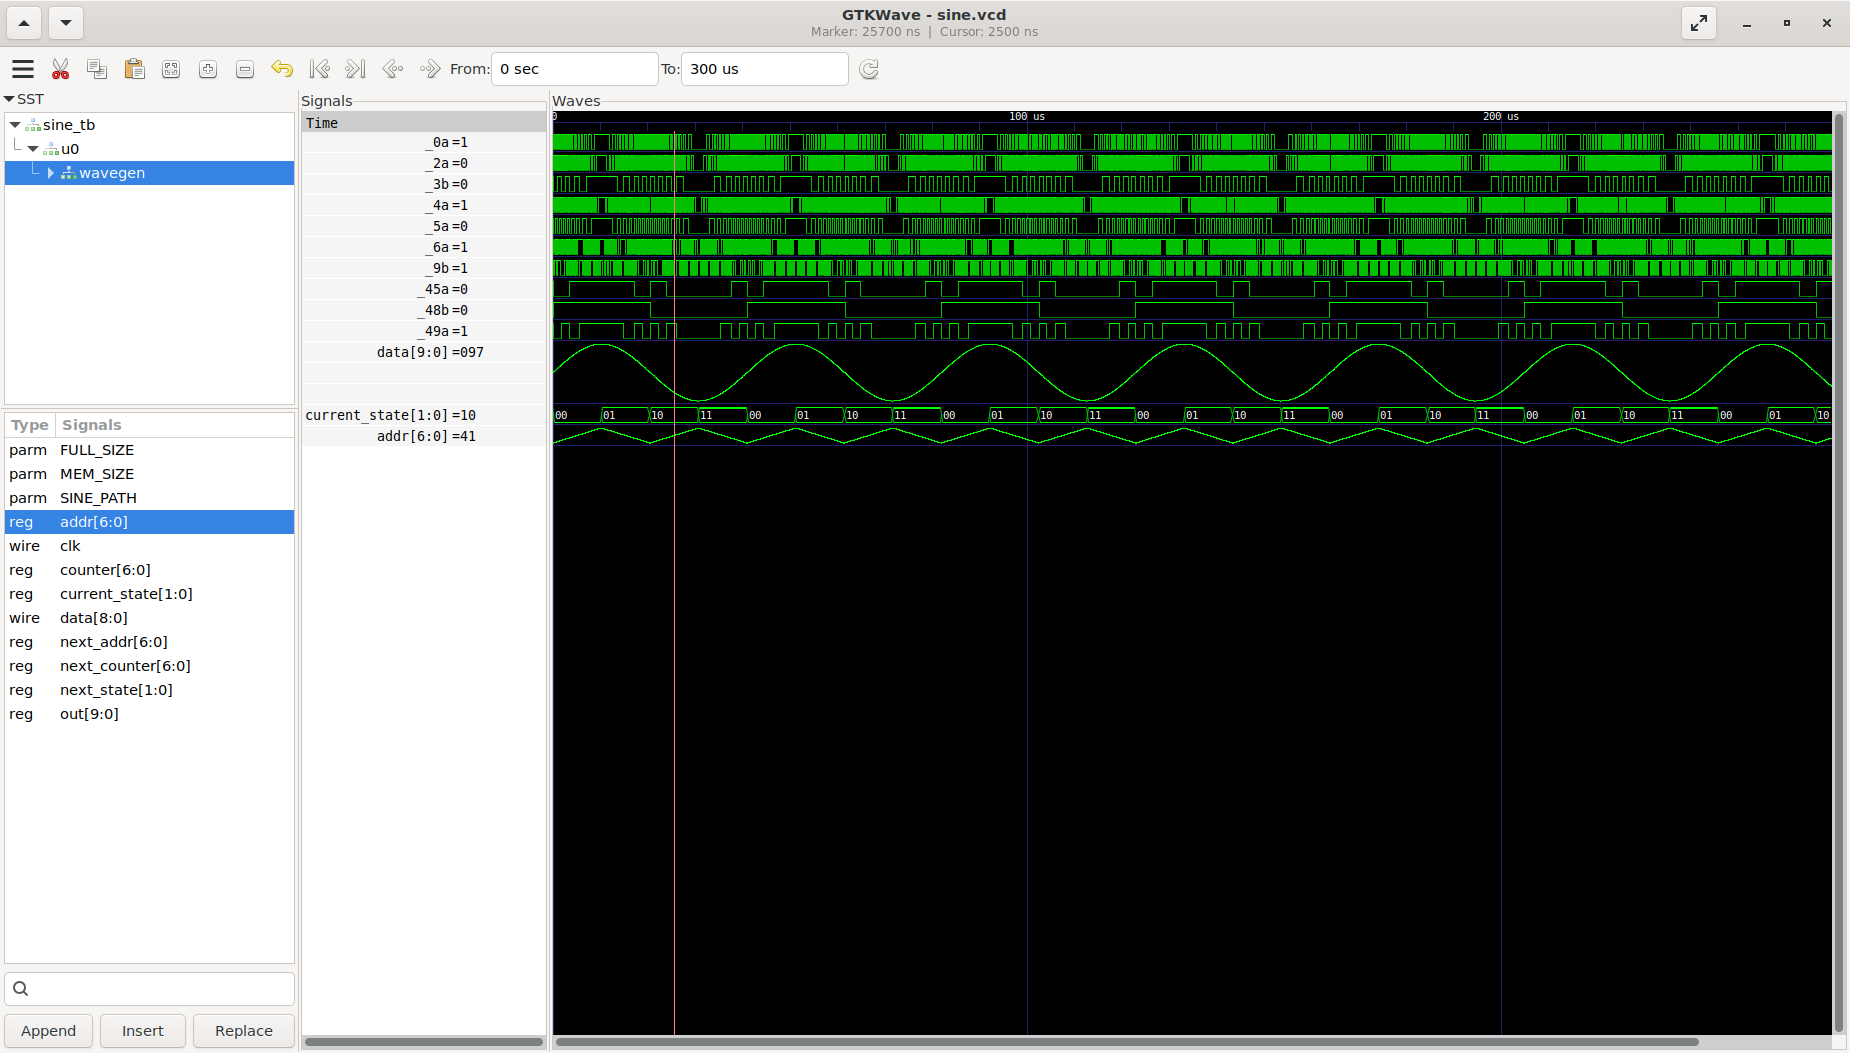 GTKWave - sine.vcd
Marker: 25700 ns | Cursor: 2500 ns
From: 0 sec To: 300 us
SST
sine_tb
u0
wavegen
Type Signals
parm FULL_SIZE
parm MEM_SIZE
parm SINE_PATH
reg addr[6:0]
wire clk
reg counter[6:0]
reg current_state[1:0]
wire data[8:0]
reg next_addr[6:0]
reg next_counter[6:0]
reg next_state[1:0]
reg out[9:0]
Append Insert Replace
Signals
Time
_0a=1
_2a=0
_3b=0
_4a=1
_5a=0
_6a=1
_9b=1
_45a=0
_48b=0
_49a=1
data[9:0]=097
current_state[1:0]=10
addr[6:0]=41
Waves
0 100 us 200 us
00 01 10 11 00 01 10 11 00 01 10 11 00 01 10 11 00 01 10 11 00 01 10 11 00 01 10